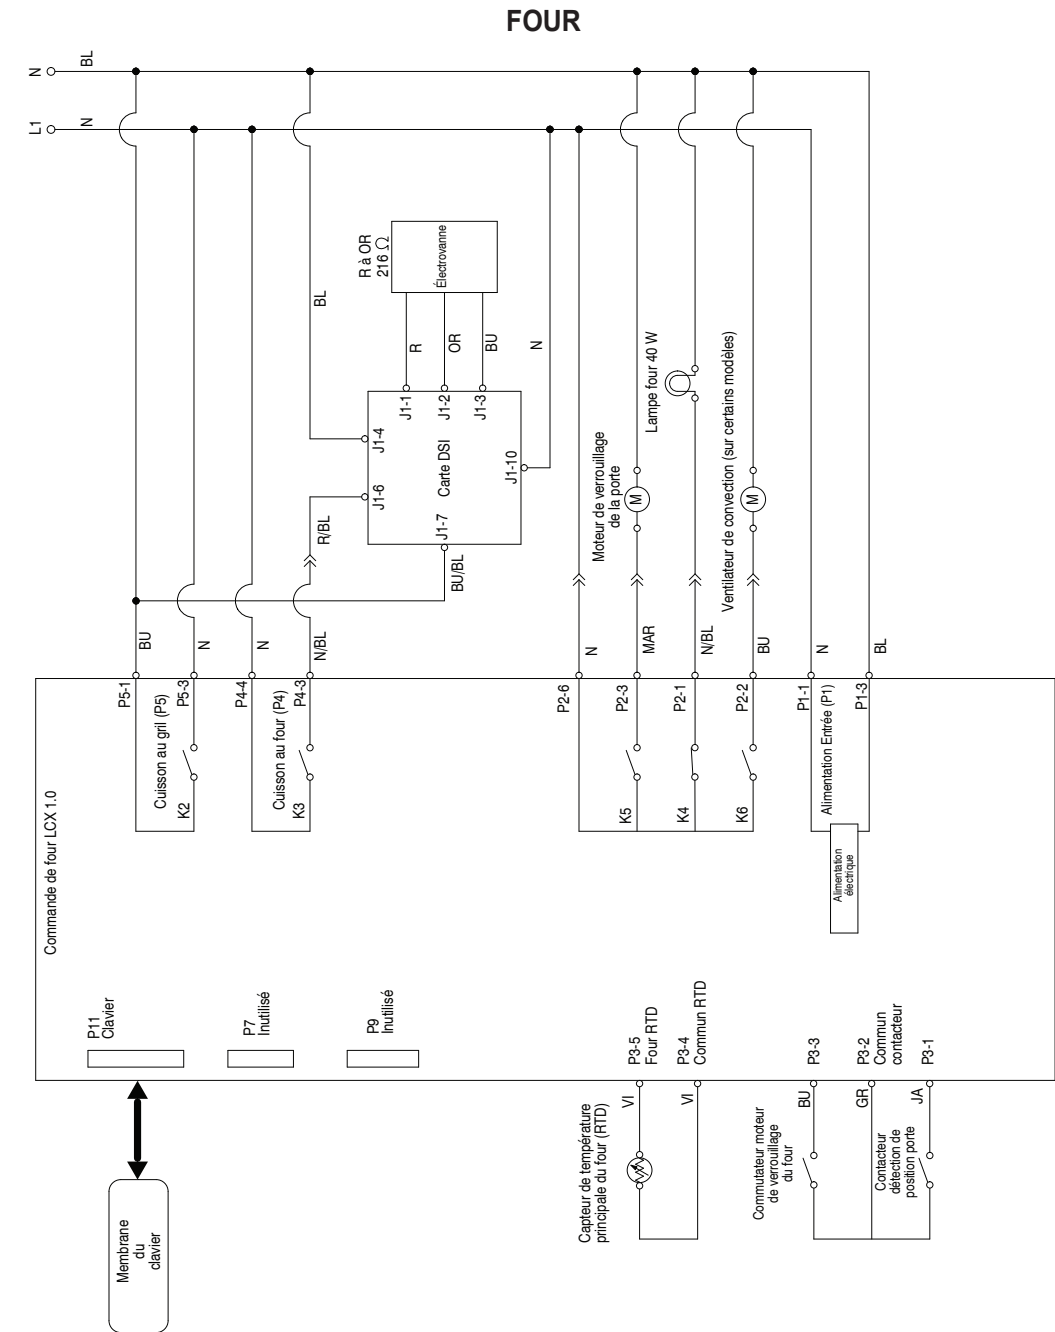 FOUR
N
BL
L1
N
R à OR
216 Ω
Électrovanne
BL
R
OR
BU
N
J1-1
J1-2
J1-3
J1-4
J1-6
Carte DSI
J1-10
J1-7
R/BL
BU/BL
Moteur de verrouillage
de la porte
M
Lampe four 40 W
Ventilateur de convection (sur certains modèles)
M
BU
N
N
N/BL
N
MAR
N/BL
BU
N
BL
P5-1
P5-3
P4-4
P4-3
P2-6
P2-3
P2-1
P2-2
P1-1
P1-3
Cuisson au gril (P5)
K2
Cuisson au four (P4)
K3
K5
K4
K6
Alimentation Entrée (P1)
Alimentation
électrique
Commande de four LCX 1.0
P11
Clavier
P7
Inutilisé
P9
Inutilisé
P3-5
Four RTD
P3-4
Commun RTD
P3-3
P3-2
Commun
contacteur
P3-1
VI
VI
BU
GR
JA
Capteur de température
principale du four (RTD)
Commutateur moteur
de verrouillage
du four
Contacteur
détection de
position porte
Membrane
du
clavier